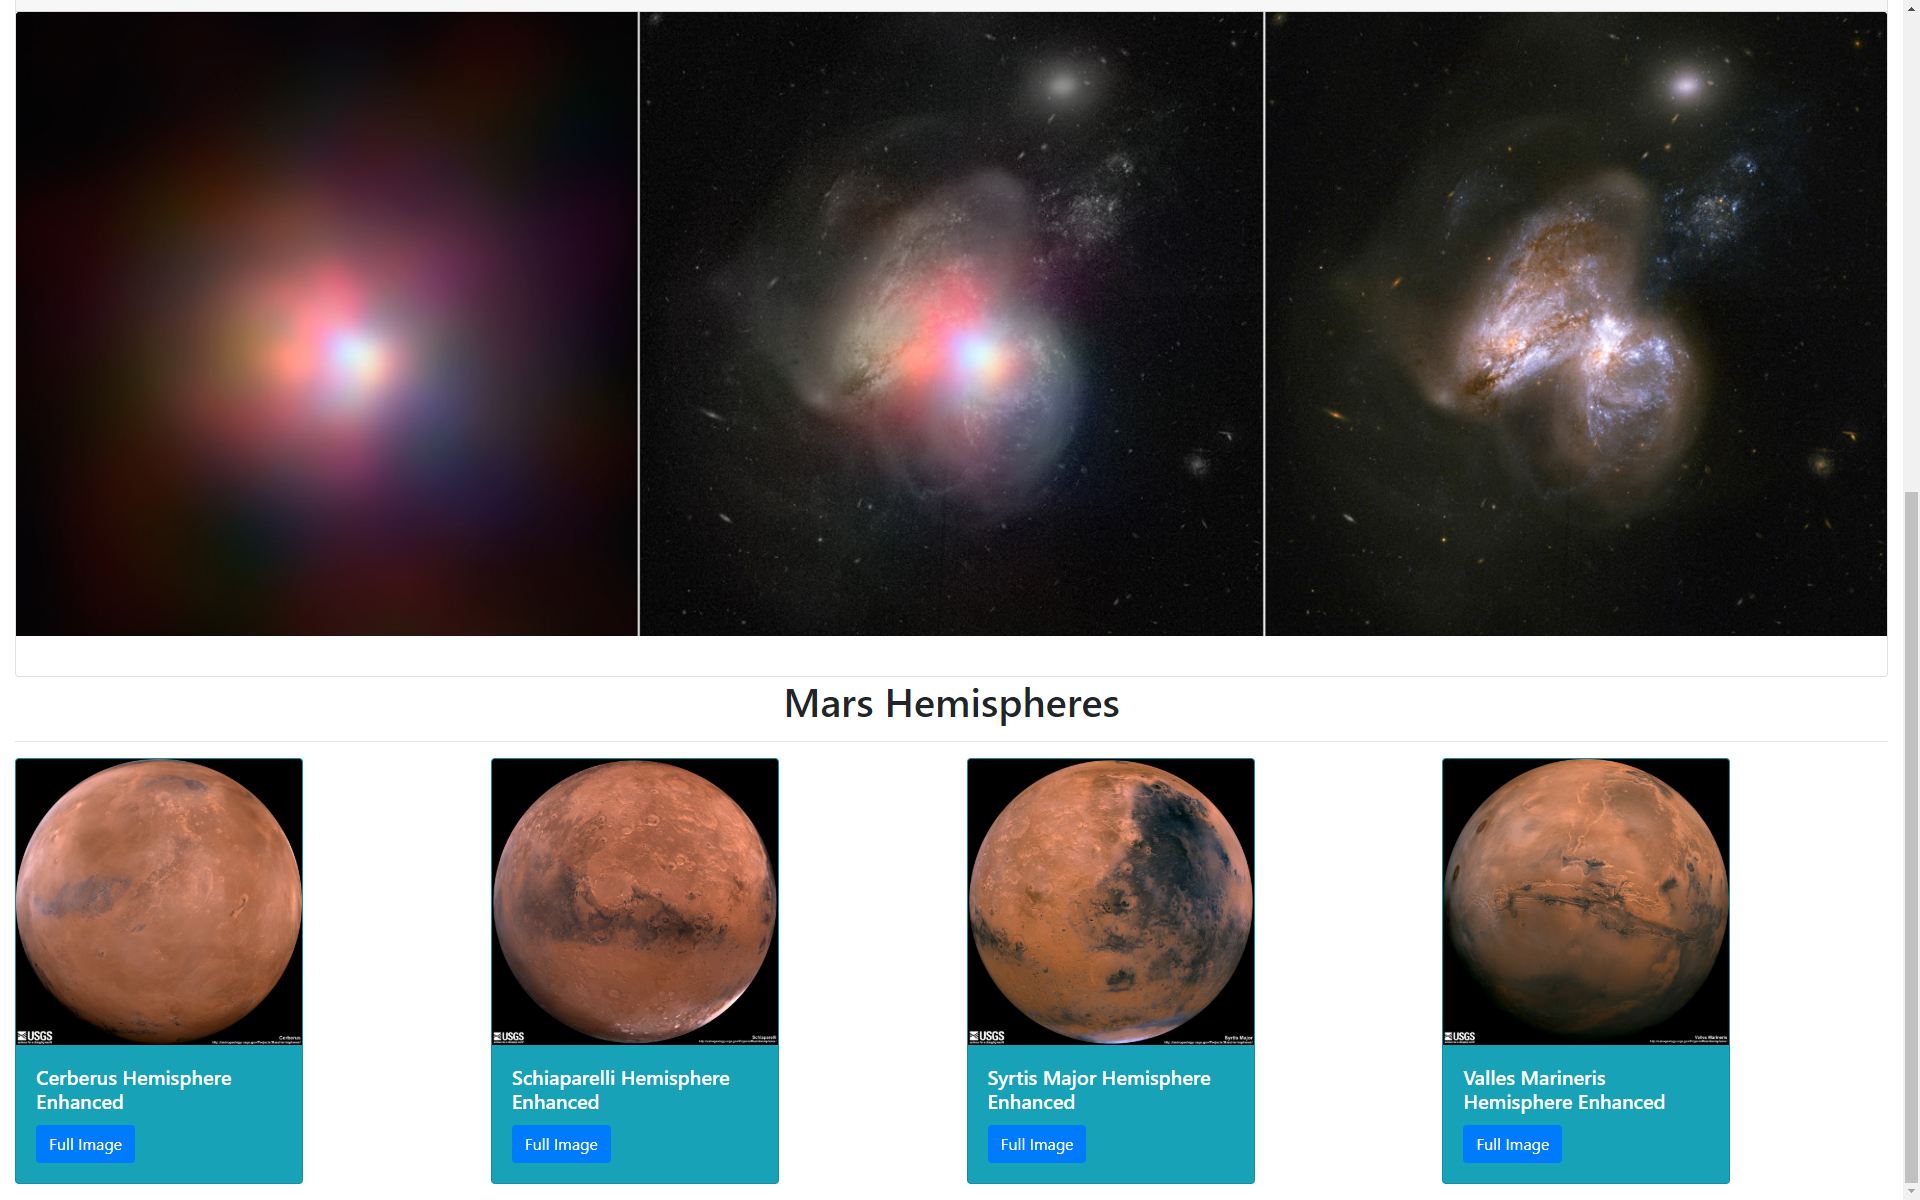 Mars Hemispheres
USGS
Cerberus
USGS
Schiaparelli
USGS
Syrtis Major
USGS
Valles Marineris
Cerberus Hemisphere
Enhanced
Full Image
Schiaparelli Hemisphere
Enhanced
Full Image
Syrtis Major Hemisphere
Enhanced
Full Image
Valles Marineris
Hemisphere Enhanced
Full Image